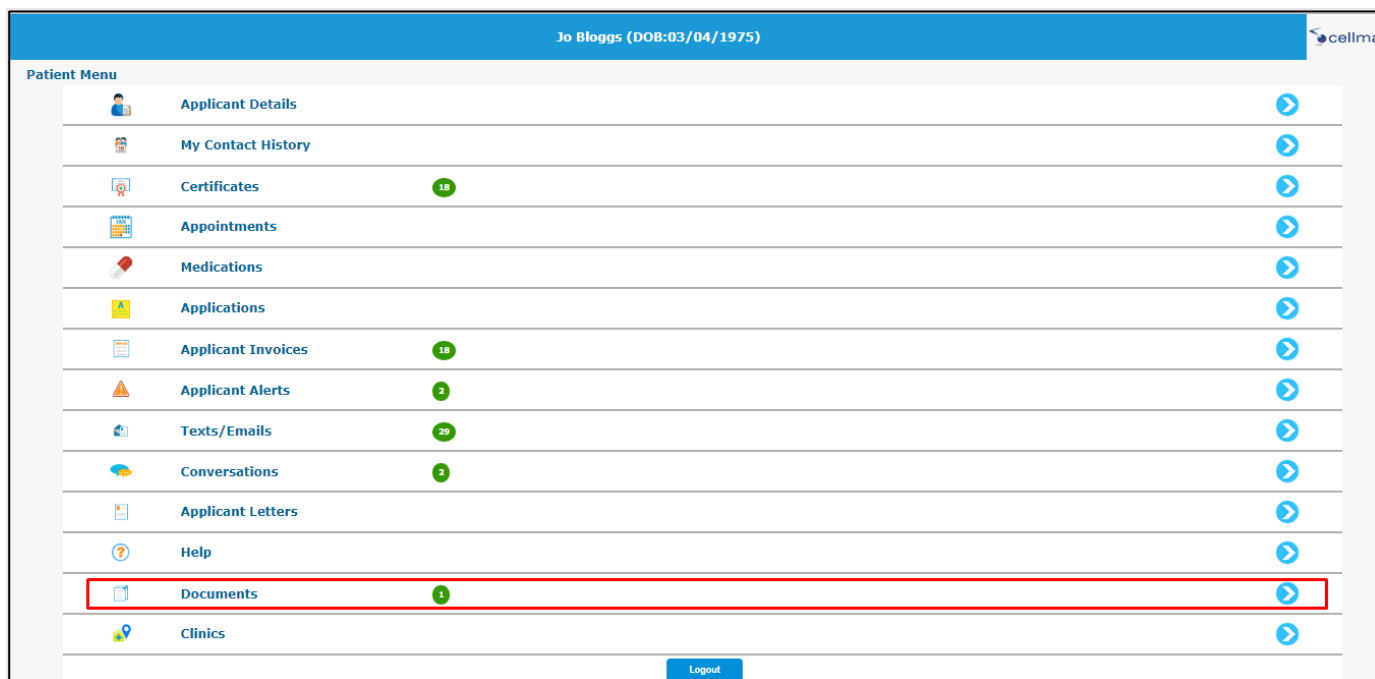 Jo Bloggs (DOB:03/04/1975)
cellma
Patient Menu
Applicant Details
My Contact History
Certificates 18
Appointments
Medications
Applications
Applicant Invoices 18
Applicant Alerts 2
Texts/Emails 29
Conversations 2
Applicant Letters
Help
Documents 1
Clinics
Logout